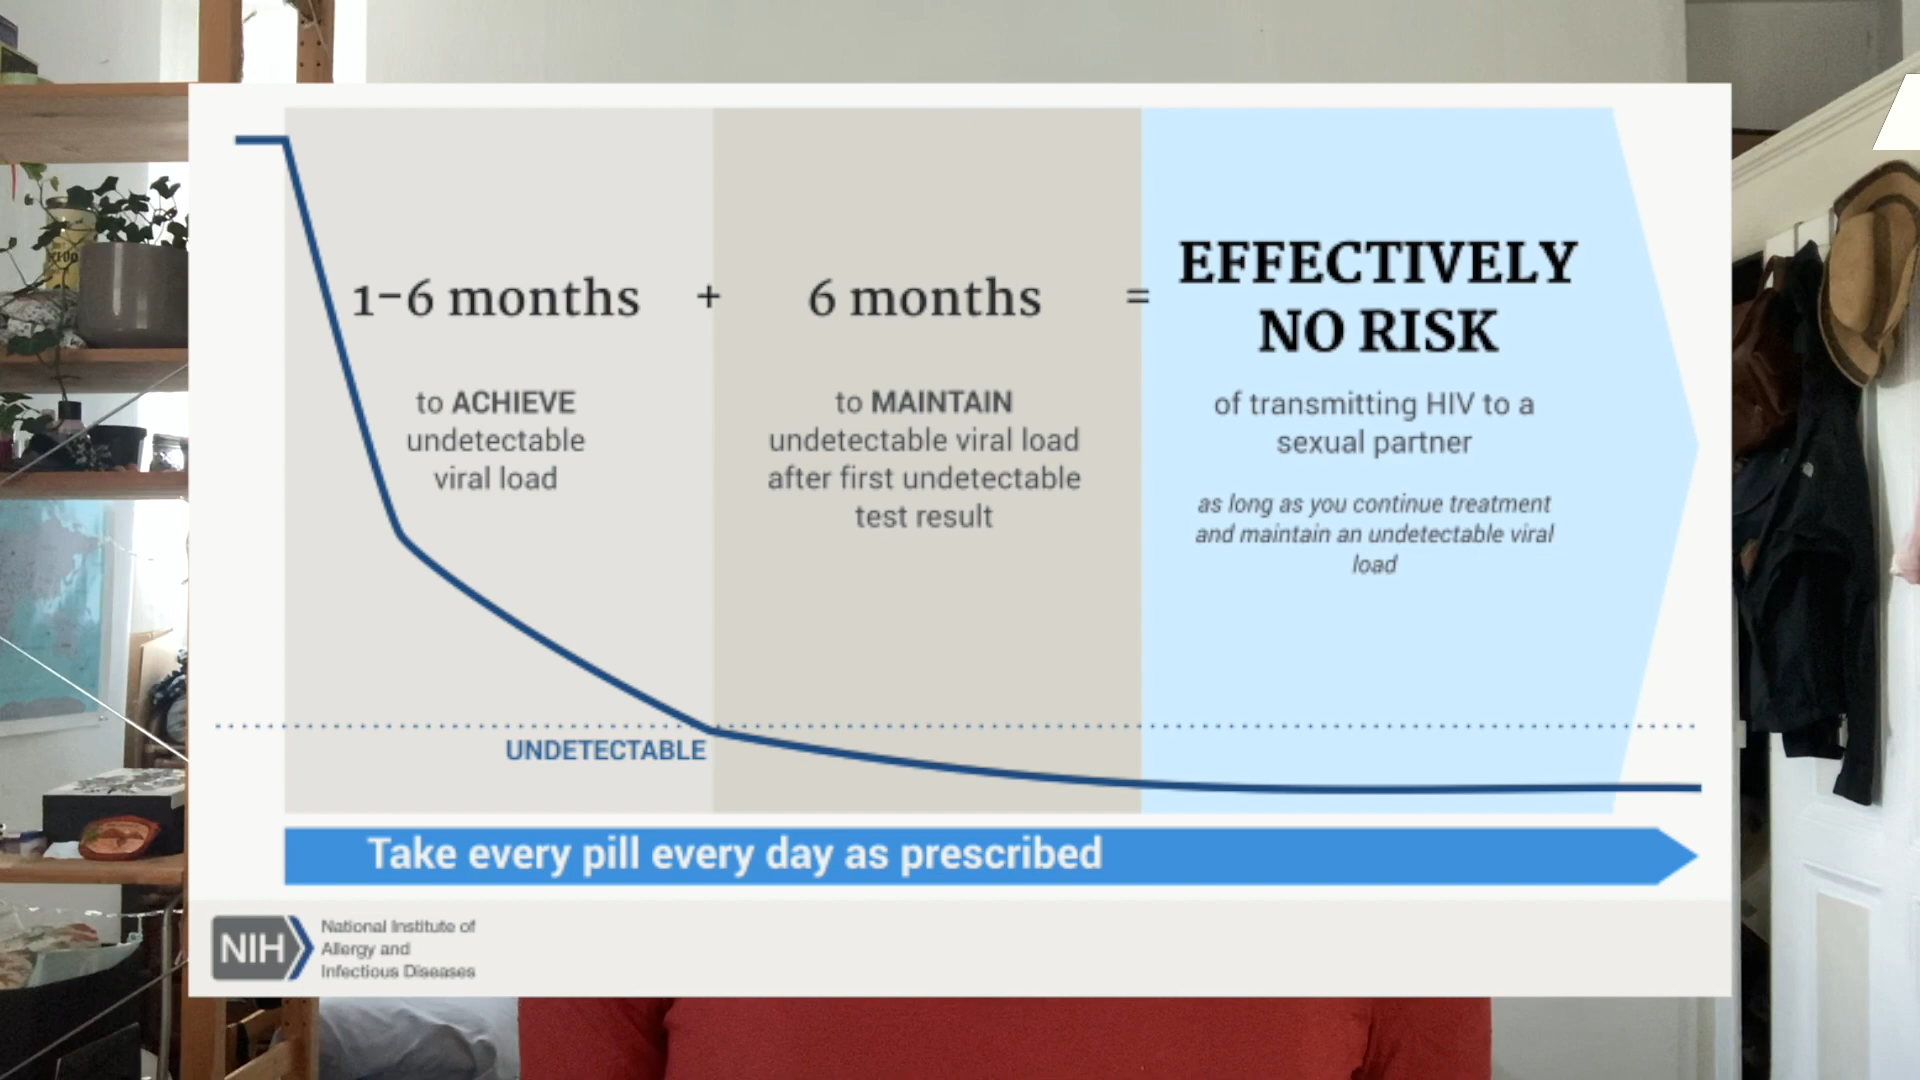 1-6 months
+
6 months
=
EFFECTIVELY
NO RISK
to ACHIEVE
undetectable
viral load
to MAINTAIN
undetectable viral load
after first undetectable
test result
of transmitting HIV to a
sexual partner
as long as you continue treatment
and maintain an undetectable viral
load
UNDETECTABLE
Take every pill every day as prescribed
NIH
National Institute of
Allergy and
Infectious Diseases